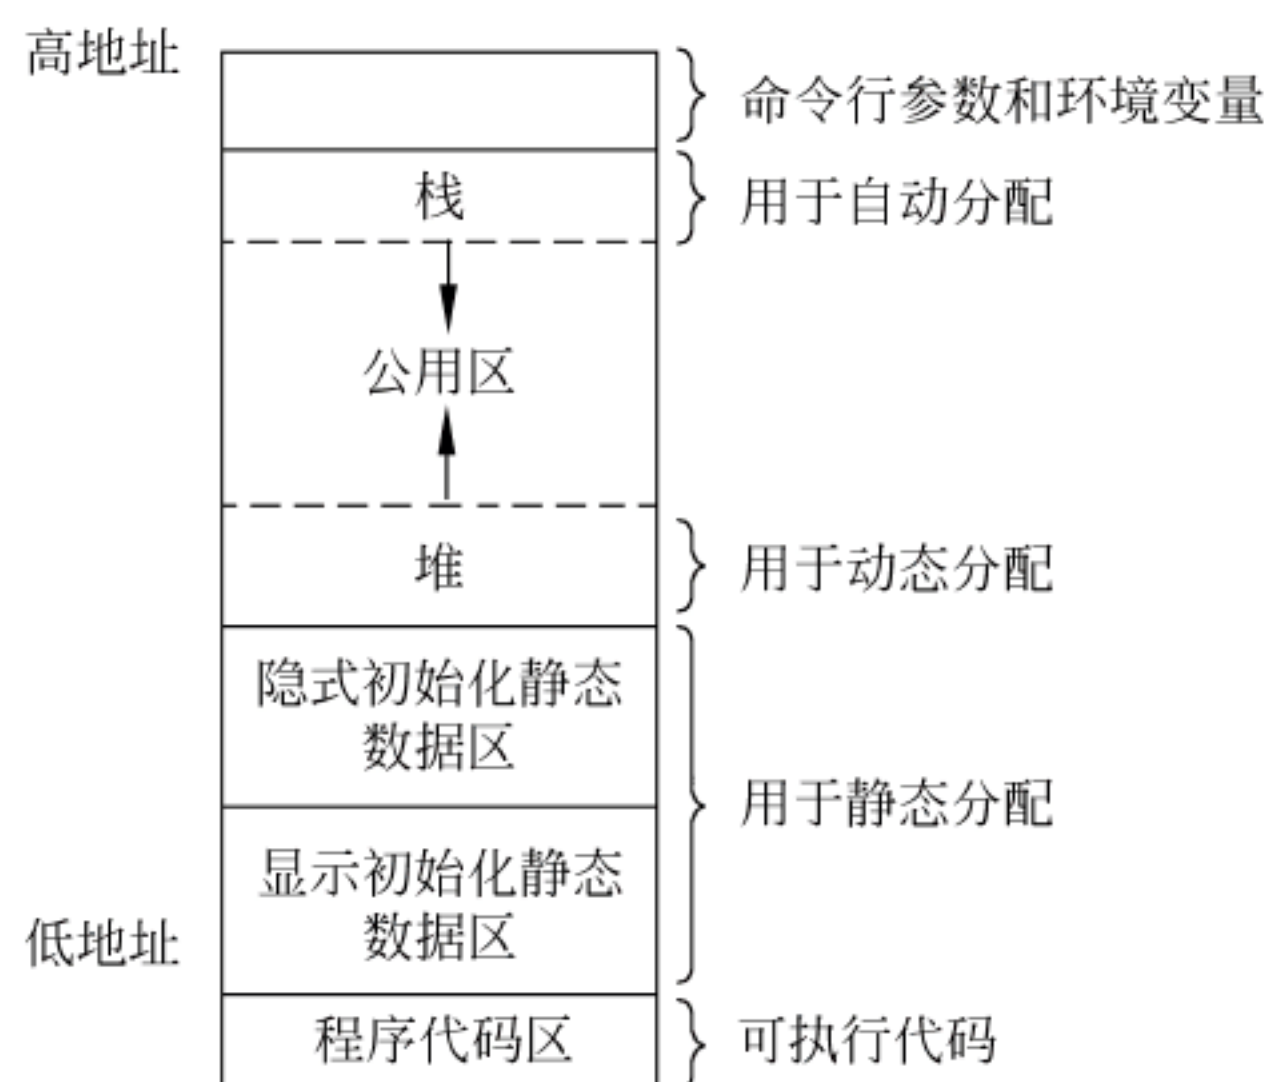 高地址
命令行参数和环境变量
栈
用于自动分配
公用区
堆
用于动态分配
隐式初始化静态
数据区
用于静态分配
显示初始化静态
数据区
低地址
程序代码区
可执行代码